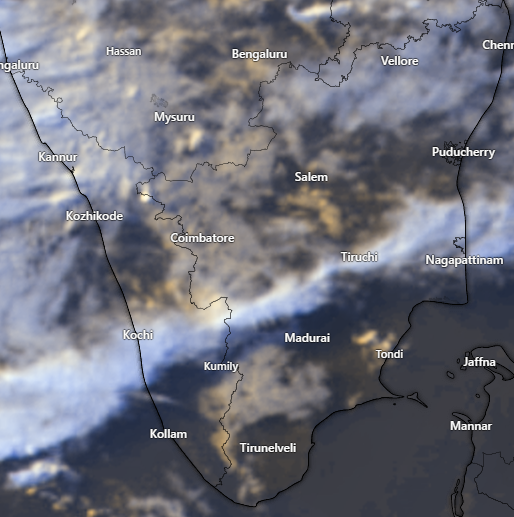 Hassan
Bengaluru
Chenn
Vellore
ngaluru
Mysuru
Kannur
Puducherry
Salem
Kozhikode
Coimbatore
Tiruchi
Nagapattinam
Kochi
Madurai
Tondi
Kumily
Jaffna
Mannar
Kollam
Tirunelveli